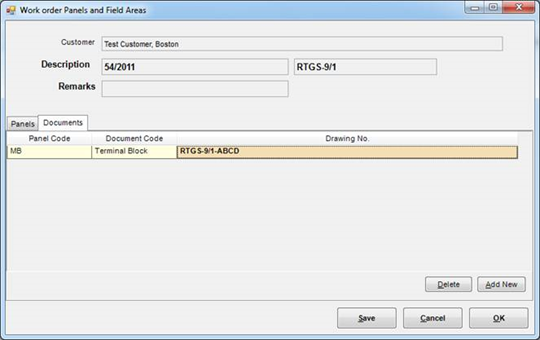 Work order Panels and Field Areas
Customer Test Customer, Boston
Description 54/2011 RTGS-9/1
Remarks
Panels Documents
Panel Code Document Code Drawing No.
MB Terminal Block RTGS-9/1-ABCD
Delete Add New
Save Cancel OK